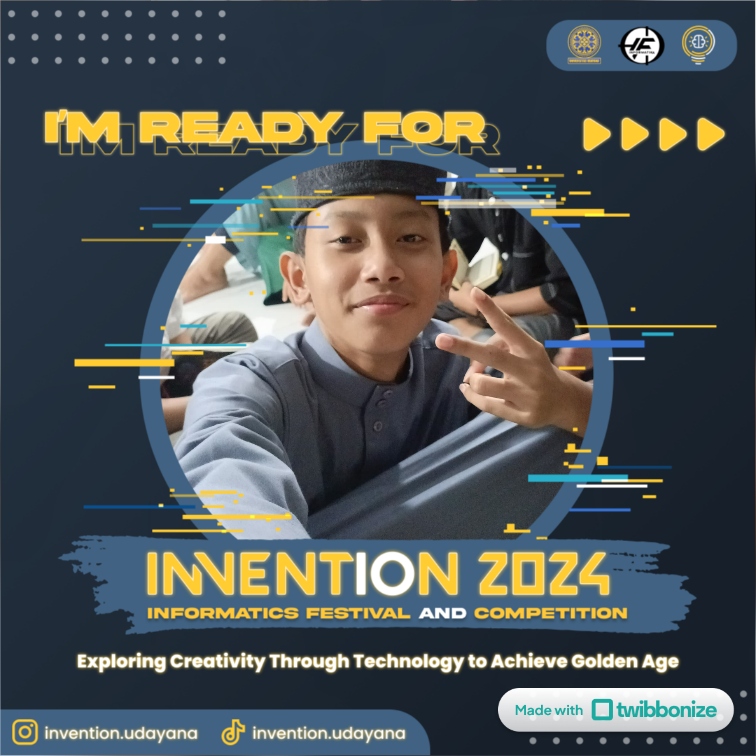 I'M READY FOR
INVENTION 2024
INFORMATICS FESTIVAL AND COMPETITION
Exploring Creativity Through Technology to Achieve Golden Age
Made with twibbonize
invention.udayana invention.udayana